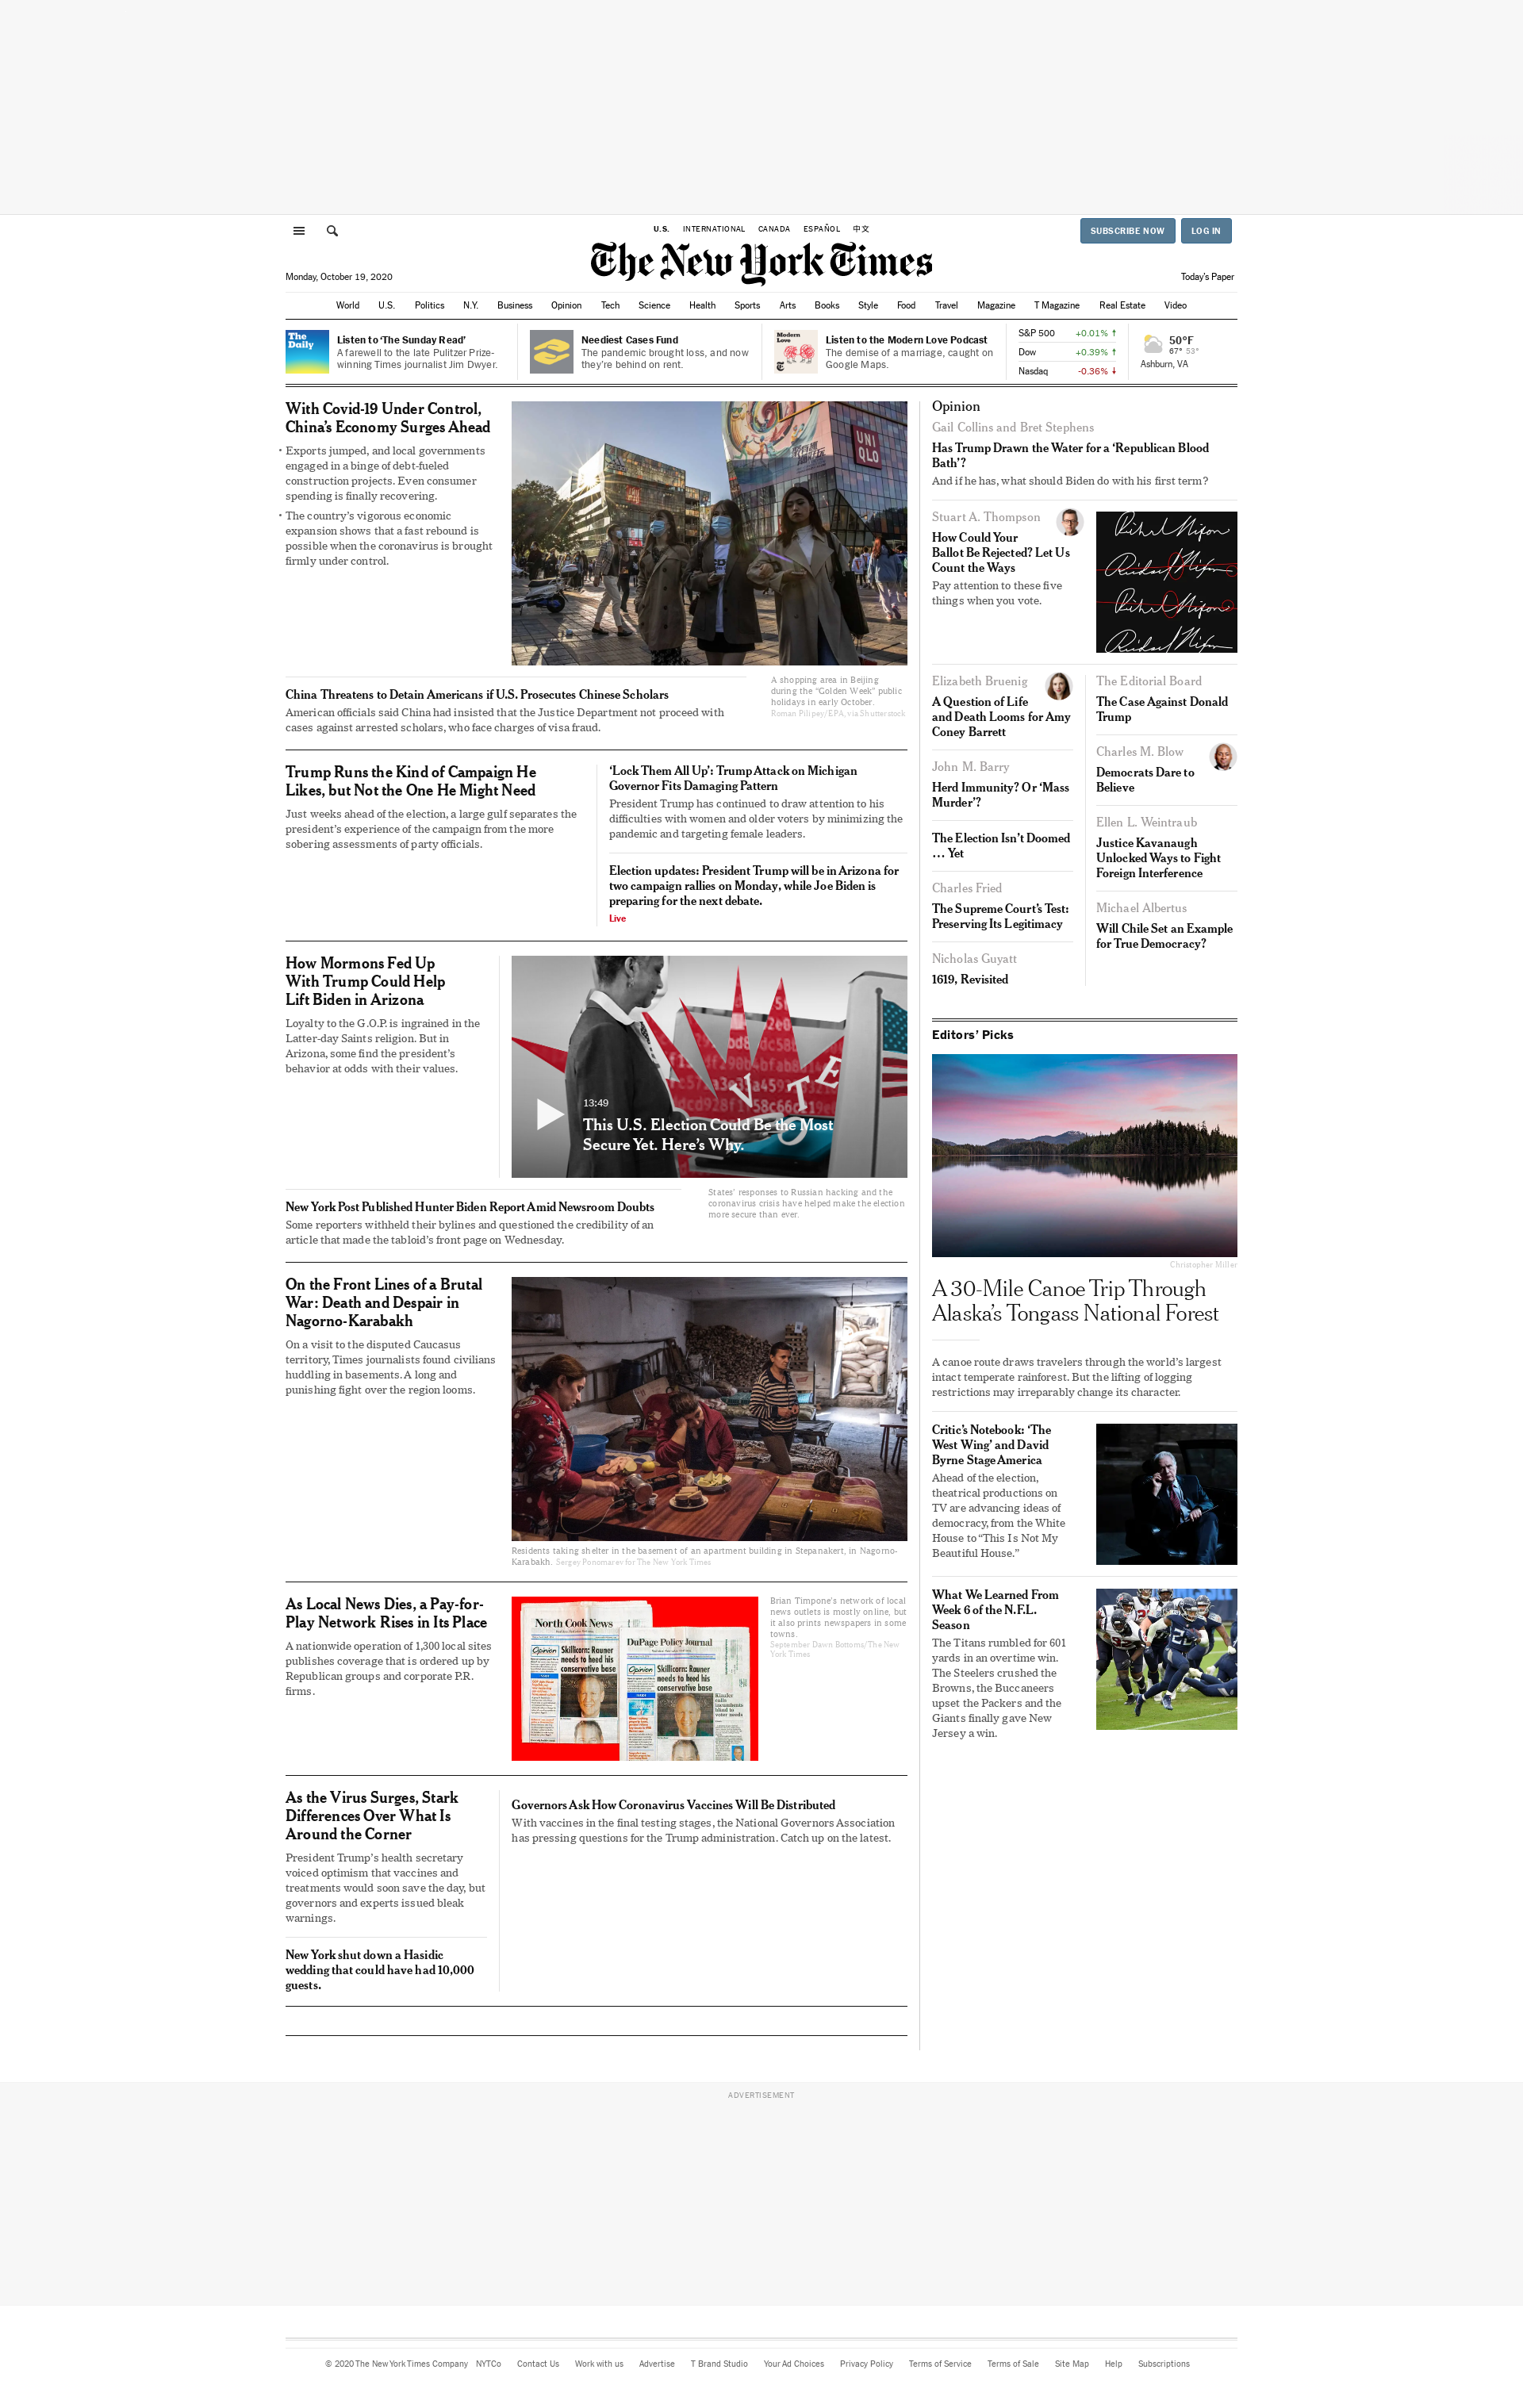 U.S. INTERNATIONAL CANADA ESPAÑOL 中文
SUBSCRIBE NOW LOG IN
The New York Times
Monday, October 19, 2020
Today's Paper
World U.S. Politics N.Y. Business Opinion Tech Science Health Sports Arts Books Style Food Travel Magazine T Magazine Real Estate Video
The
Daily
Listen to ‘The Sunday Read’
A farewell to the late Pulitzer Prize-
winning Times journalist Jim Dwyer.
Neediest Cases Fund
The pandemic brought loss, and now
they’re behind on rent.
Modern
Love
Listen to the Modern Love Podcast
The demise of a marriage, caught on
Google Maps.
S&P 500 +0.01%
Dow +0.39%
Nasdaq -0.36%
50°F
67° 53°
Ashburn, VA
With Covid-19 Under Control,
China’s Economy Surges Ahead
Exports jumped, and local governments
engaged in a binge of debt-fueled
construction projects. Even consumer
spending is finally recovering.
The country’s vigorous economic
expansion shows that a fast rebound is
possible when the coronavirus is brought
firmly under control.
UNI
QLO
A shopping area in Beijing
during the “Golden Week” public
holidays in early October.
Roman Pilipey/EPA, via Shutterstock
China Threatens to Detain Americans if U.S. Prosecutes Chinese Scholars
American officials said China had insisted that the Justice Department not proceed with
cases against arrested scholars, who face charges of visa fraud.
Trump Runs the Kind of Campaign He
Likes, but Not the One He Might Need
Just weeks ahead of the election, a large gulf separates the
president’s experience of the campaign from the more
sobering assessments of party officials.
‘Lock Them All Up’: Trump Attack on Michigan
Governor Fits Damaging Pattern
President Trump has continued to draw attention to his
difficulties with women and older voters by minimizing the
pandemic and targeting female leaders.
Election updates: President Trump will be in Arizona for
two campaign rallies on Monday, while Joe Biden is
preparing for the next debate.
Live
How Mormons Fed Up
With Trump Could Help
Lift Biden in Arizona
Loyalty to the G.O.P. is ingrained in the
Latter-day Saints religion. But in
Arizona, some find the president’s
behavior at odds with their values.
VOTE
13:49
This U.S. Election Could Be the Most
Secure Yet. Here’s Why.
States’ responses to Russian hacking and the
coronavirus crisis have helped make the election
more secure than ever.
New York Post Published Hunter Biden Report Amid Newsroom Doubts
Some reporters withheld their bylines and questioned the credibility of an
article that made the tabloid’s front page on Wednesday.
On the Front Lines of a Brutal
War: Death and Despair in
Nagorno-Karabakh
On a visit to the disputed Caucasus
territory, Times journalists found civilians
huddling in basements. A long and
punishing fight over the region looms.
Residents taking shelter in the basement of an apartment building in Stepanakert, in Nagorno-
Karabakh. Sergey Ponomarev for The New York Times
As Local News Dies, a Pay-for-
Play Network Rises in Its Place
A nationwide operation of 1,300 local sites
publishes coverage that is ordered up by
Republican groups and corporate P.R.
firms.
North Cook News
Opinion
Skillicorn: Rauner
needs to heed his
conservative base
DuPage Policy Journal
Opinion
Skillicorn: Rauner
needs to heed his
conservative base
Brian Timpone’s network of local
news outlets is mostly online, but
it also prints newspapers in some
towns.
September Dawn Bottoms/The New
York Times
As the Virus Surges, Stark
Differences Over What Is
Around the Corner
President Trump’s health secretary
voiced optimism that vaccines and
treatments would soon save the day, but
governors and experts issued bleak
warnings.
New York shut down a Hasidic
wedding that could have had 10,000
guests.
Governors Ask How Coronavirus Vaccines Will Be Distributed
With vaccines in the final testing stages, the National Governors Association
has pressing questions for the Trump administration. Catch up on the latest.
Opinion
Gail Collins and Bret Stephens
Has Trump Drawn the Water for a ‘Republican Blood
Bath’?
And if he has, what should Biden do with his first term?
Stuart A. Thompson
How Could Your
Ballot Be Rejected? Let Us
Count the Ways
Pay attention to these five
things when you vote.
Elizabeth Bruenig
A Question of Life
and Death Looms for Amy
Coney Barrett
John M. Barry
Herd Immunity? Or ‘Mass
Murder’?
The Election Isn’t Doomed
… Yet
Charles Fried
The Supreme Court’s Test:
Preserving Its Legitimacy
Nicholas Guyatt
1619, Revisited
The Editorial Board
The Case Against Donald
Trump
Charles M. Blow
Democrats Dare to
Believe
Ellen L. Weintraub
Justice Kavanaugh
Unlocked Ways to Fight
Foreign Interference
Michael Albertus
Will Chile Set an Example
for True Democracy?
Editors’ Picks
Christopher Miller
A 30-Mile Canoe Trip Through
Alaska’s Tongass National Forest
A canoe route draws travelers through the world’s largest
intact temperate rainforest. But the lifting of logging
restrictions may irreparably change its character.
Critic’s Notebook: ‘The
West Wing’ and David
Byrne Stage America
Ahead of the election,
theatrical productions on
TV are advancing ideas of
democracy, from the White
House to “This Is Not My
Beautiful House.”
What We Learned From
Week 6 of the N.F.L.
Season
The Titans rumbled for 601
yards in an overtime win.
The Steelers crushed the
Browns, the Buccaneers
upset the Packers and the
Giants finally gave New
Jersey a win.
ADVERTISEMENT
© 2020 The New York Times Company NYTCo Contact Us Work with us Advertise T Brand Studio Your Ad Choices Privacy Policy Terms of Service Terms of Sale Site Map Help Subscriptions